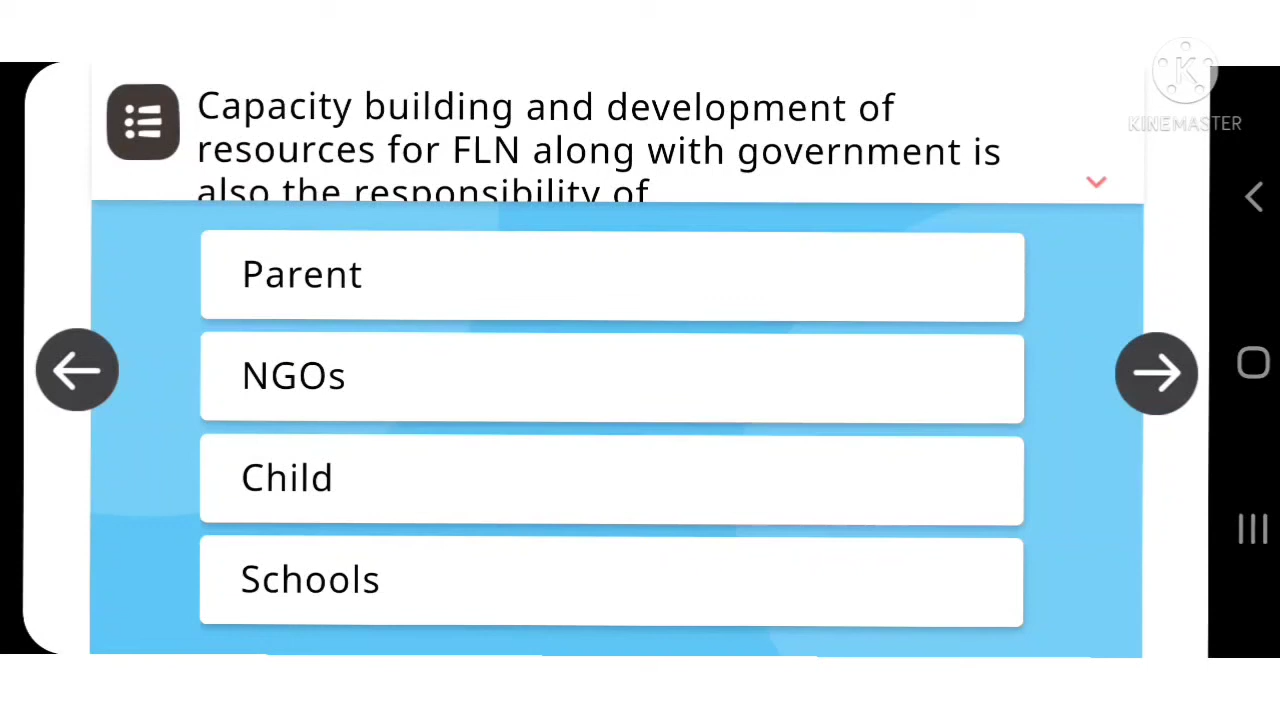 Capacity building and development of
resources for FLN along with government is
also the responsibility of
KINEMASTER
Parent
NGOs
Child
Schools